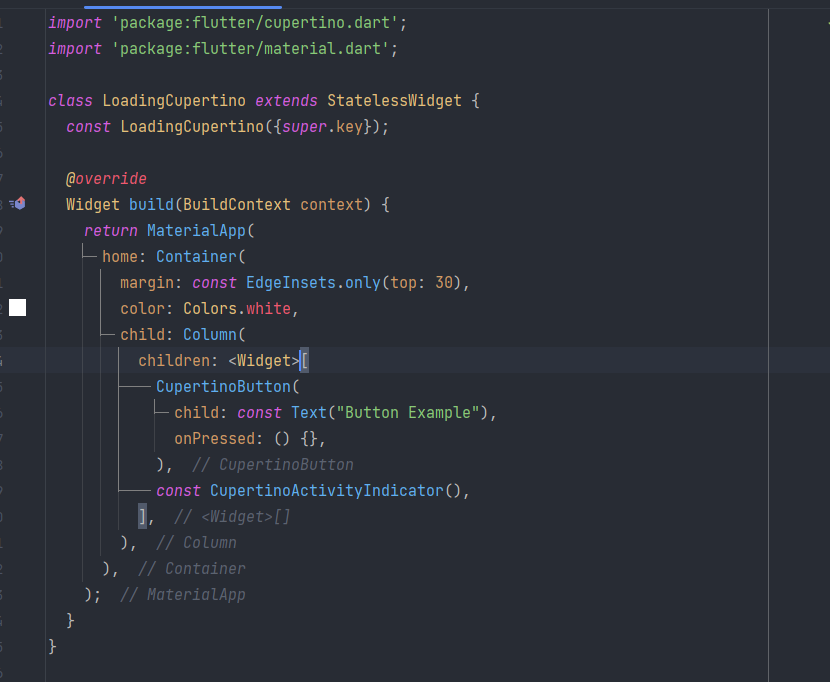 import 'package:flutter/cupertino.dart';
import 'package:flutter/material.dart';

class LoadingCupertino extends StatelessWidget {
  const LoadingCupertino({super.key});

  @override
  Widget build(BuildContext context) {
    return MaterialApp(
      home: Container(
        margin: const EdgeInsets.only(top: 30),
        color: Colors.white,
        child: Column(
          children: <Widget>[
            CupertinoButton(
              child: const Text("Button Example"),
              onPressed: () {},
            ),  // CupertinoButton
            const CupertinoActivityIndicator(),
          ],  // <Widget>[]
        ),  // Column
      ),  // Container
    );  // MaterialApp
  }
}